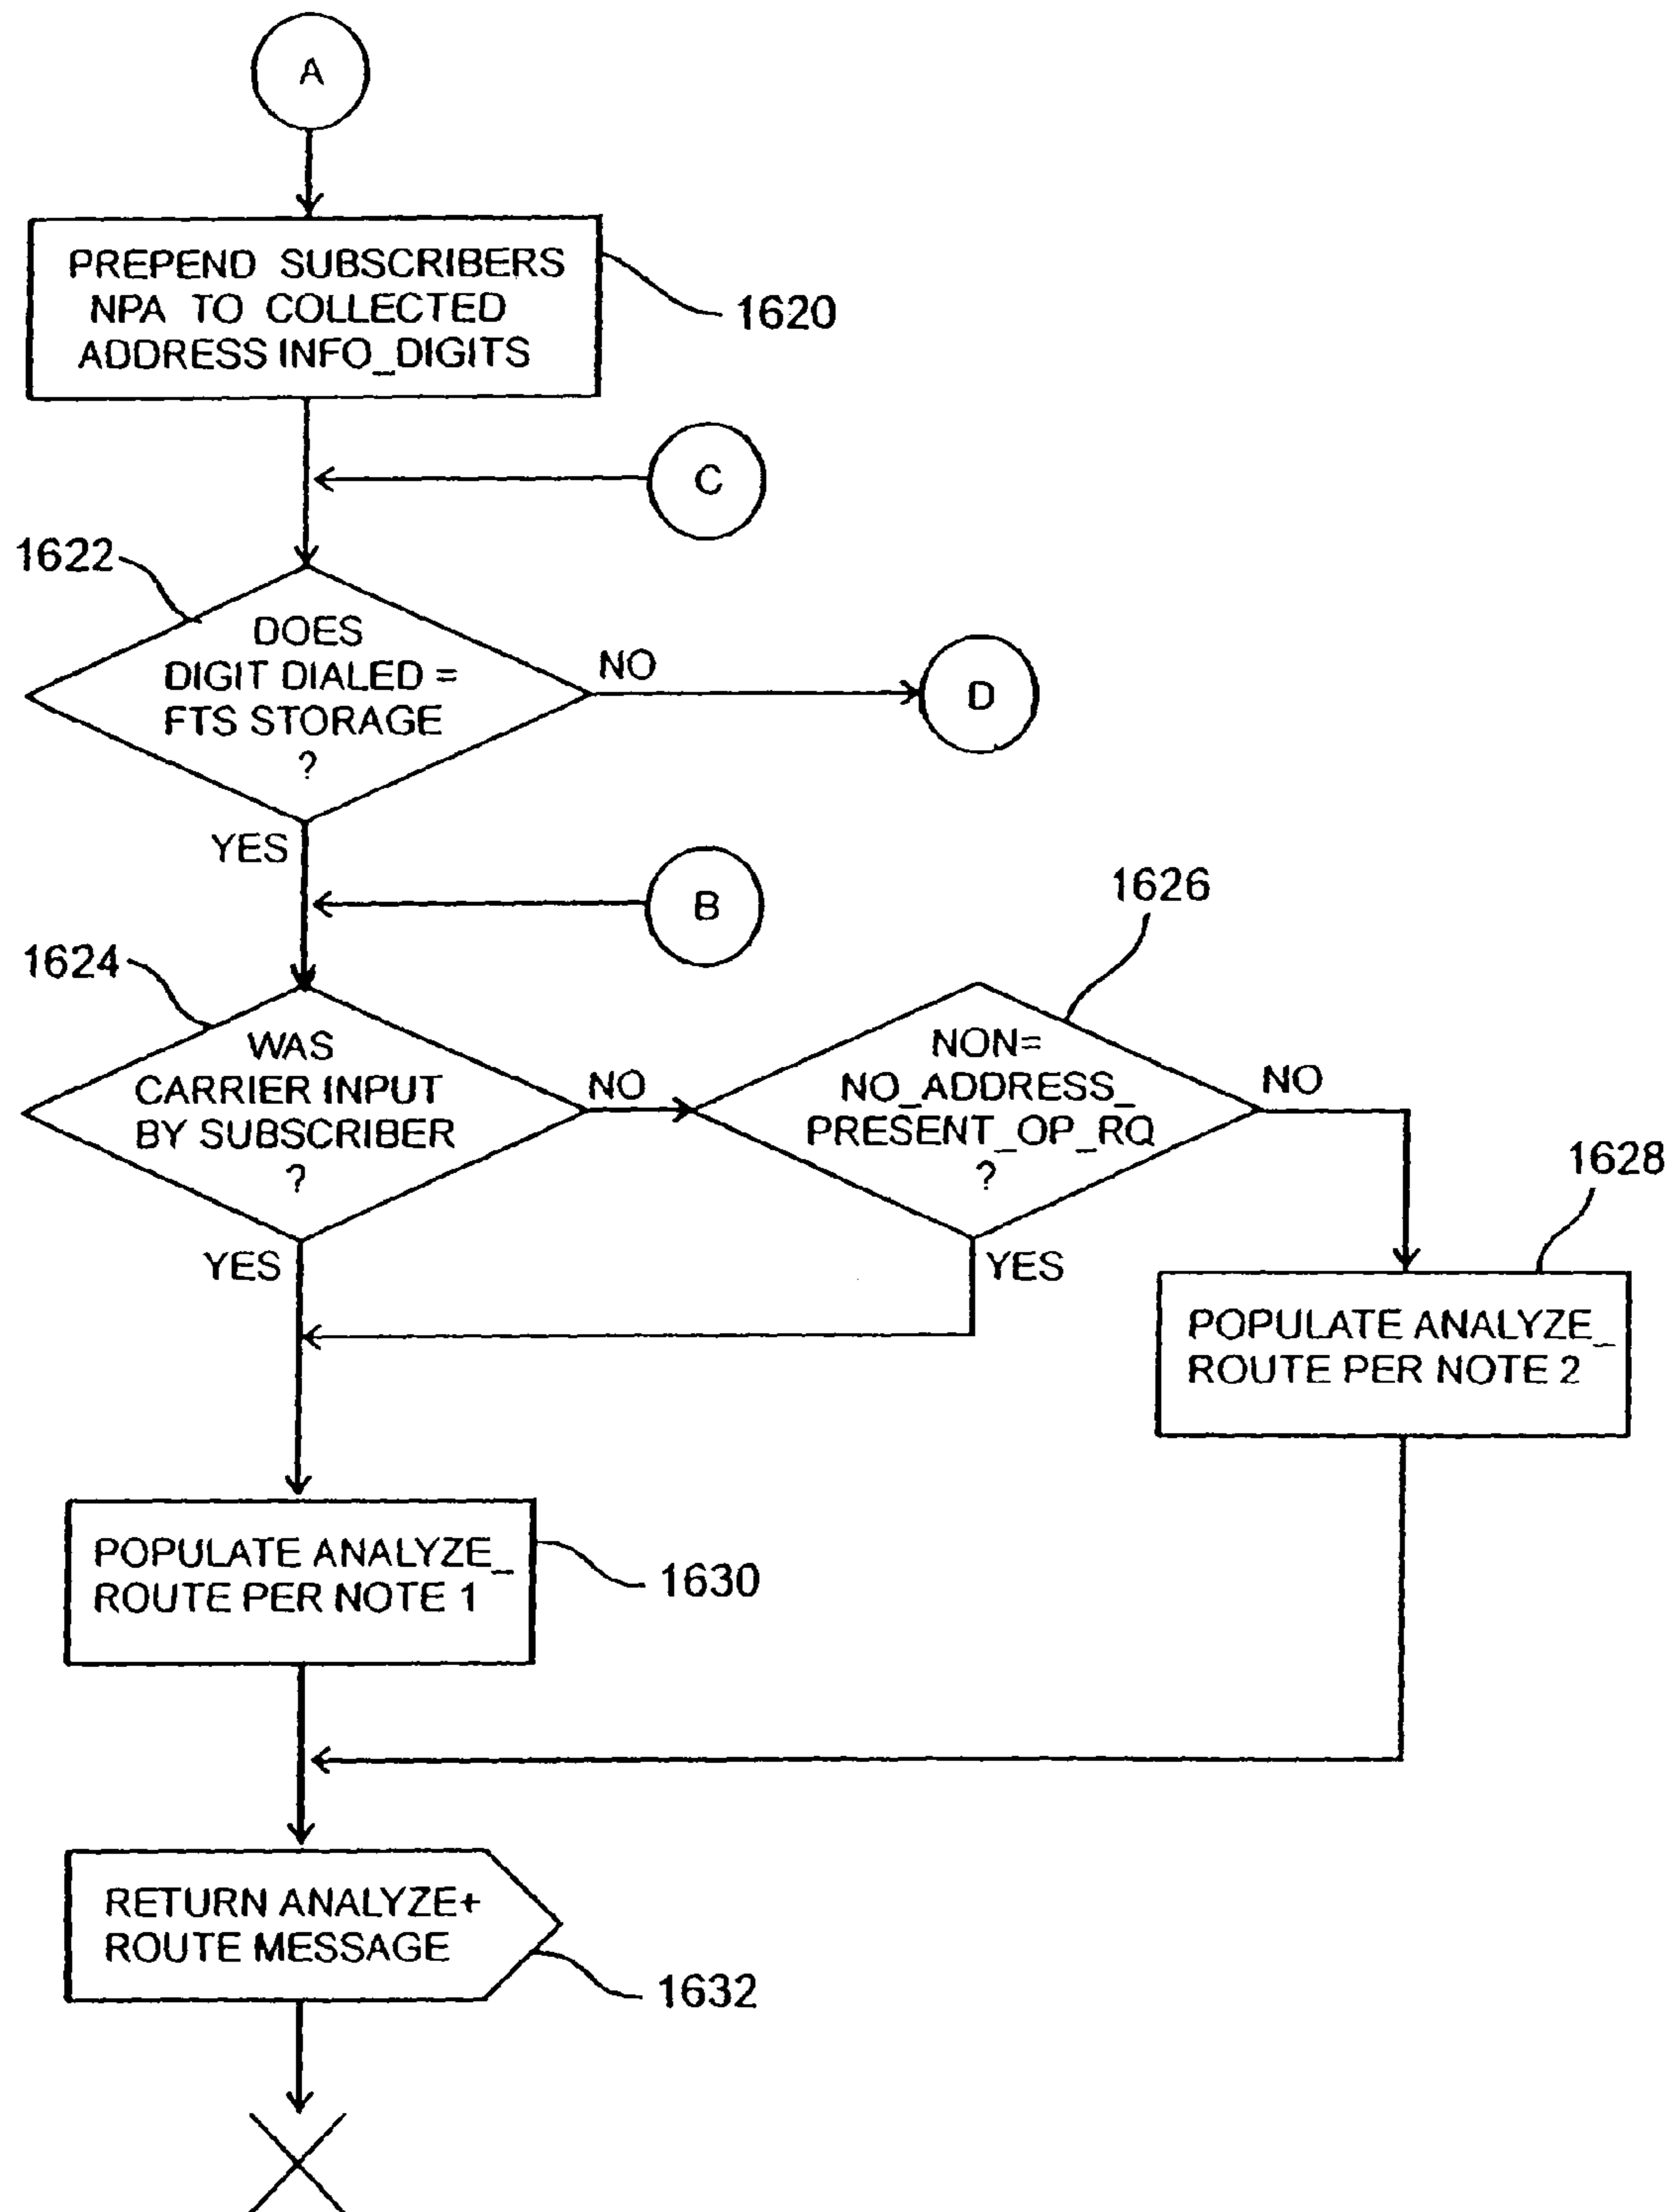 A
PREPEND SUBSCRIBERS
NPA TO COLLECTED
ADDRESS INFO_DIGITS
1620
C
1622
DOES
DIGIT DIALED =
FTS STORAGE
?
NO
D
YES
B
1626
1624
WAS
CARRIER INPUT
BY SUBSCRIBER
?
NO
NON=
NO_ADDRESS_
PRESENT_OP_RQ
?
NO
1628
YES
YES
POPULATE ANALYZE_
ROUTE PER NOTE 2
POPULATE ANALYZE_
ROUTE PER NOTE 1
1630
RETURN ANALYZE+
ROUTE MESSAGE
1632